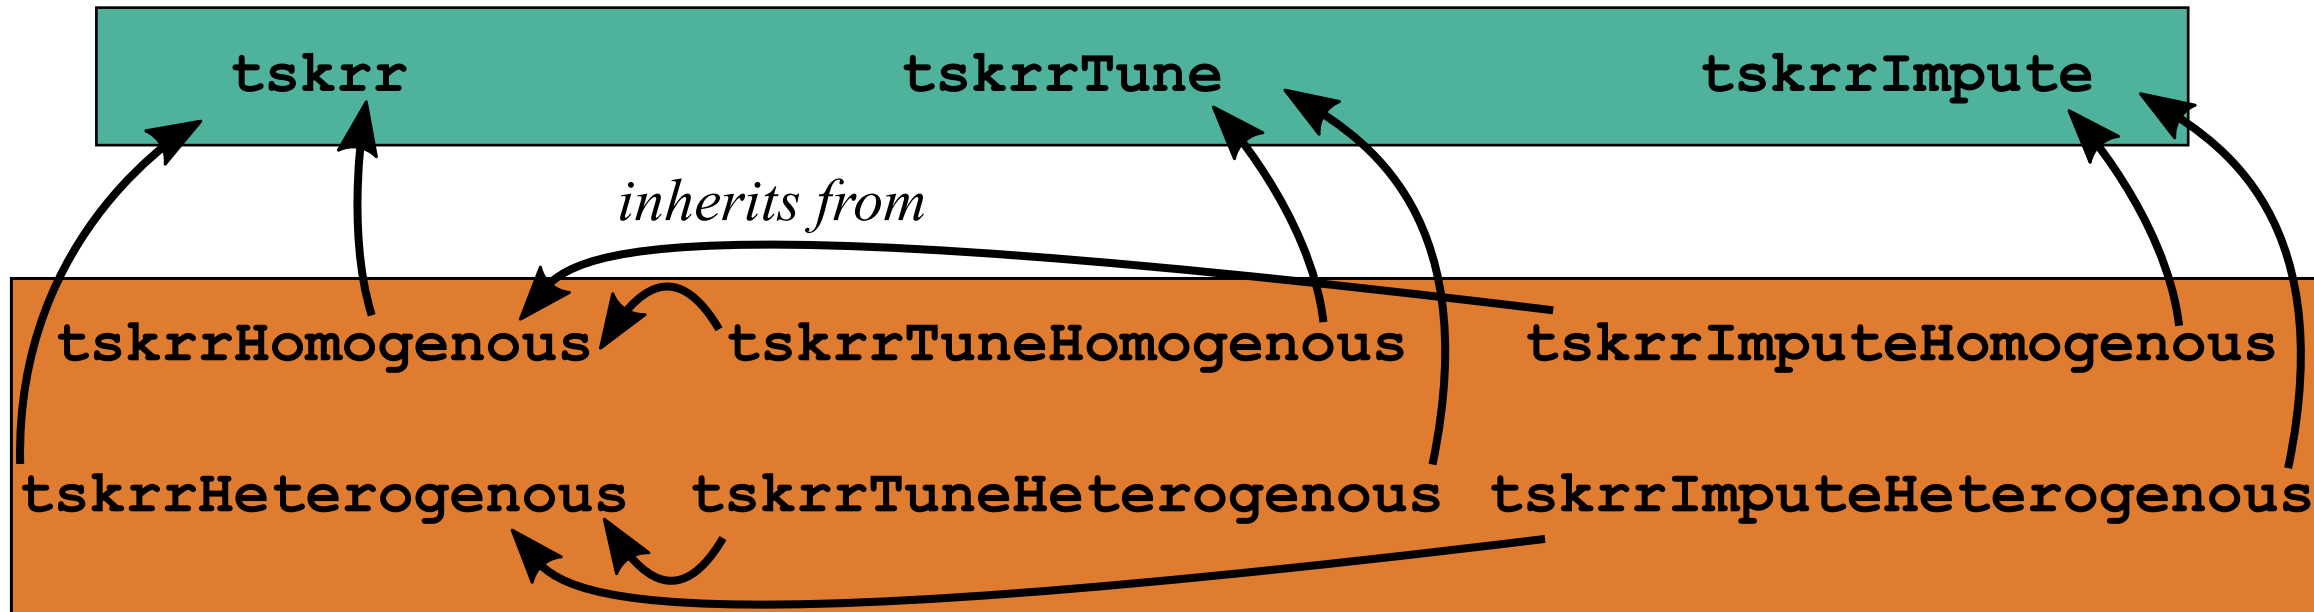 tskrr tskrrTune tskrrImpute
inherits from
tskrrHomogenous tskrrTuneHomogenous tskrrImputeHomogenous
tskrrHeterogenous tskrrTuneHeterogenous tskrrImputeHeterogenous